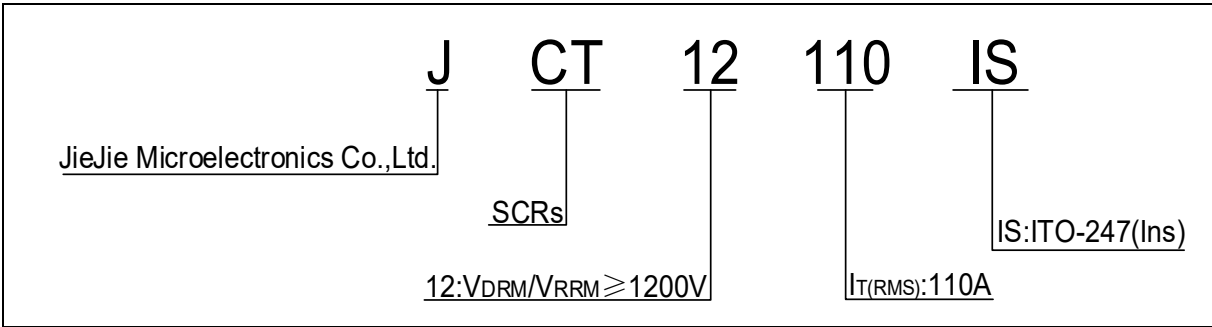 J CT 12 110 IS
JieJie Microelectronics Co.,Ltd.
SCRs
IS:ITO-247(Ins)
12:VDRM/VRRM≥1200V
IT(RMS):110A